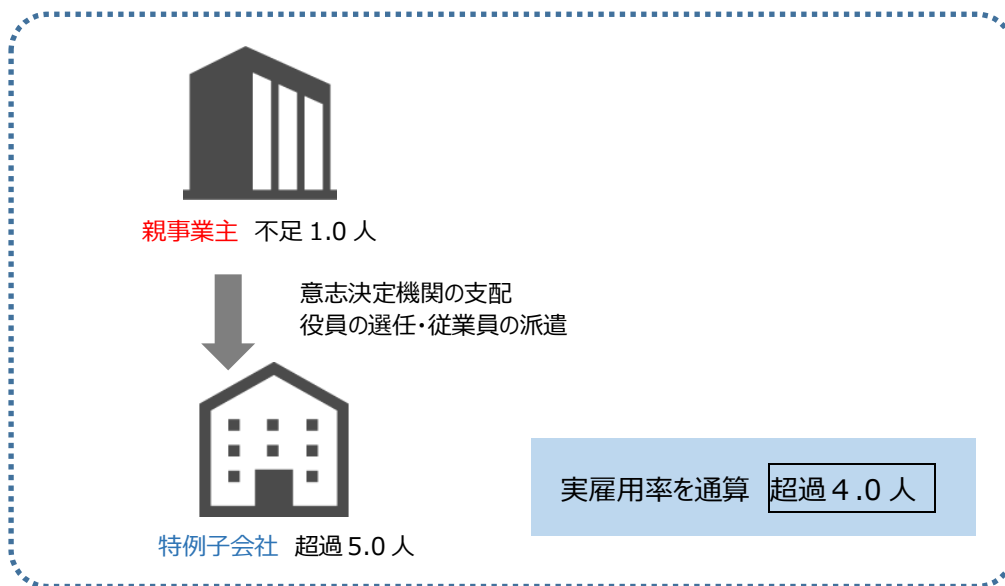 親事業主 不足 1.0 人
意志決定機関の支配
役員の選任・従業員の派遣
特例子会社 超過 5.0 人
実雇用率を通算 超過４.0 人